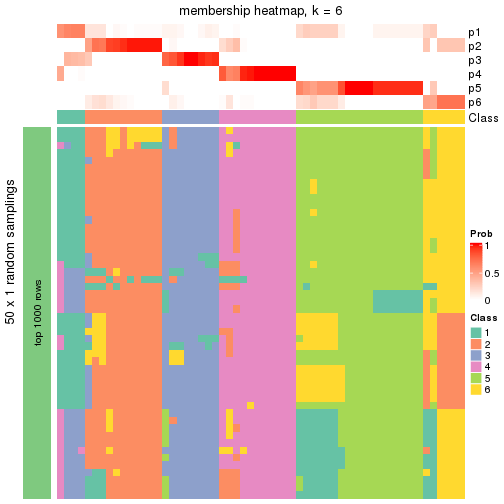 membership heatmap, k = 6
p1
p2
p3
p4
p5
p6
Class
50 x 1 random samplings
top 1000 rows
Prob
1
0.5
0
Class
1
2
3
4
5
6